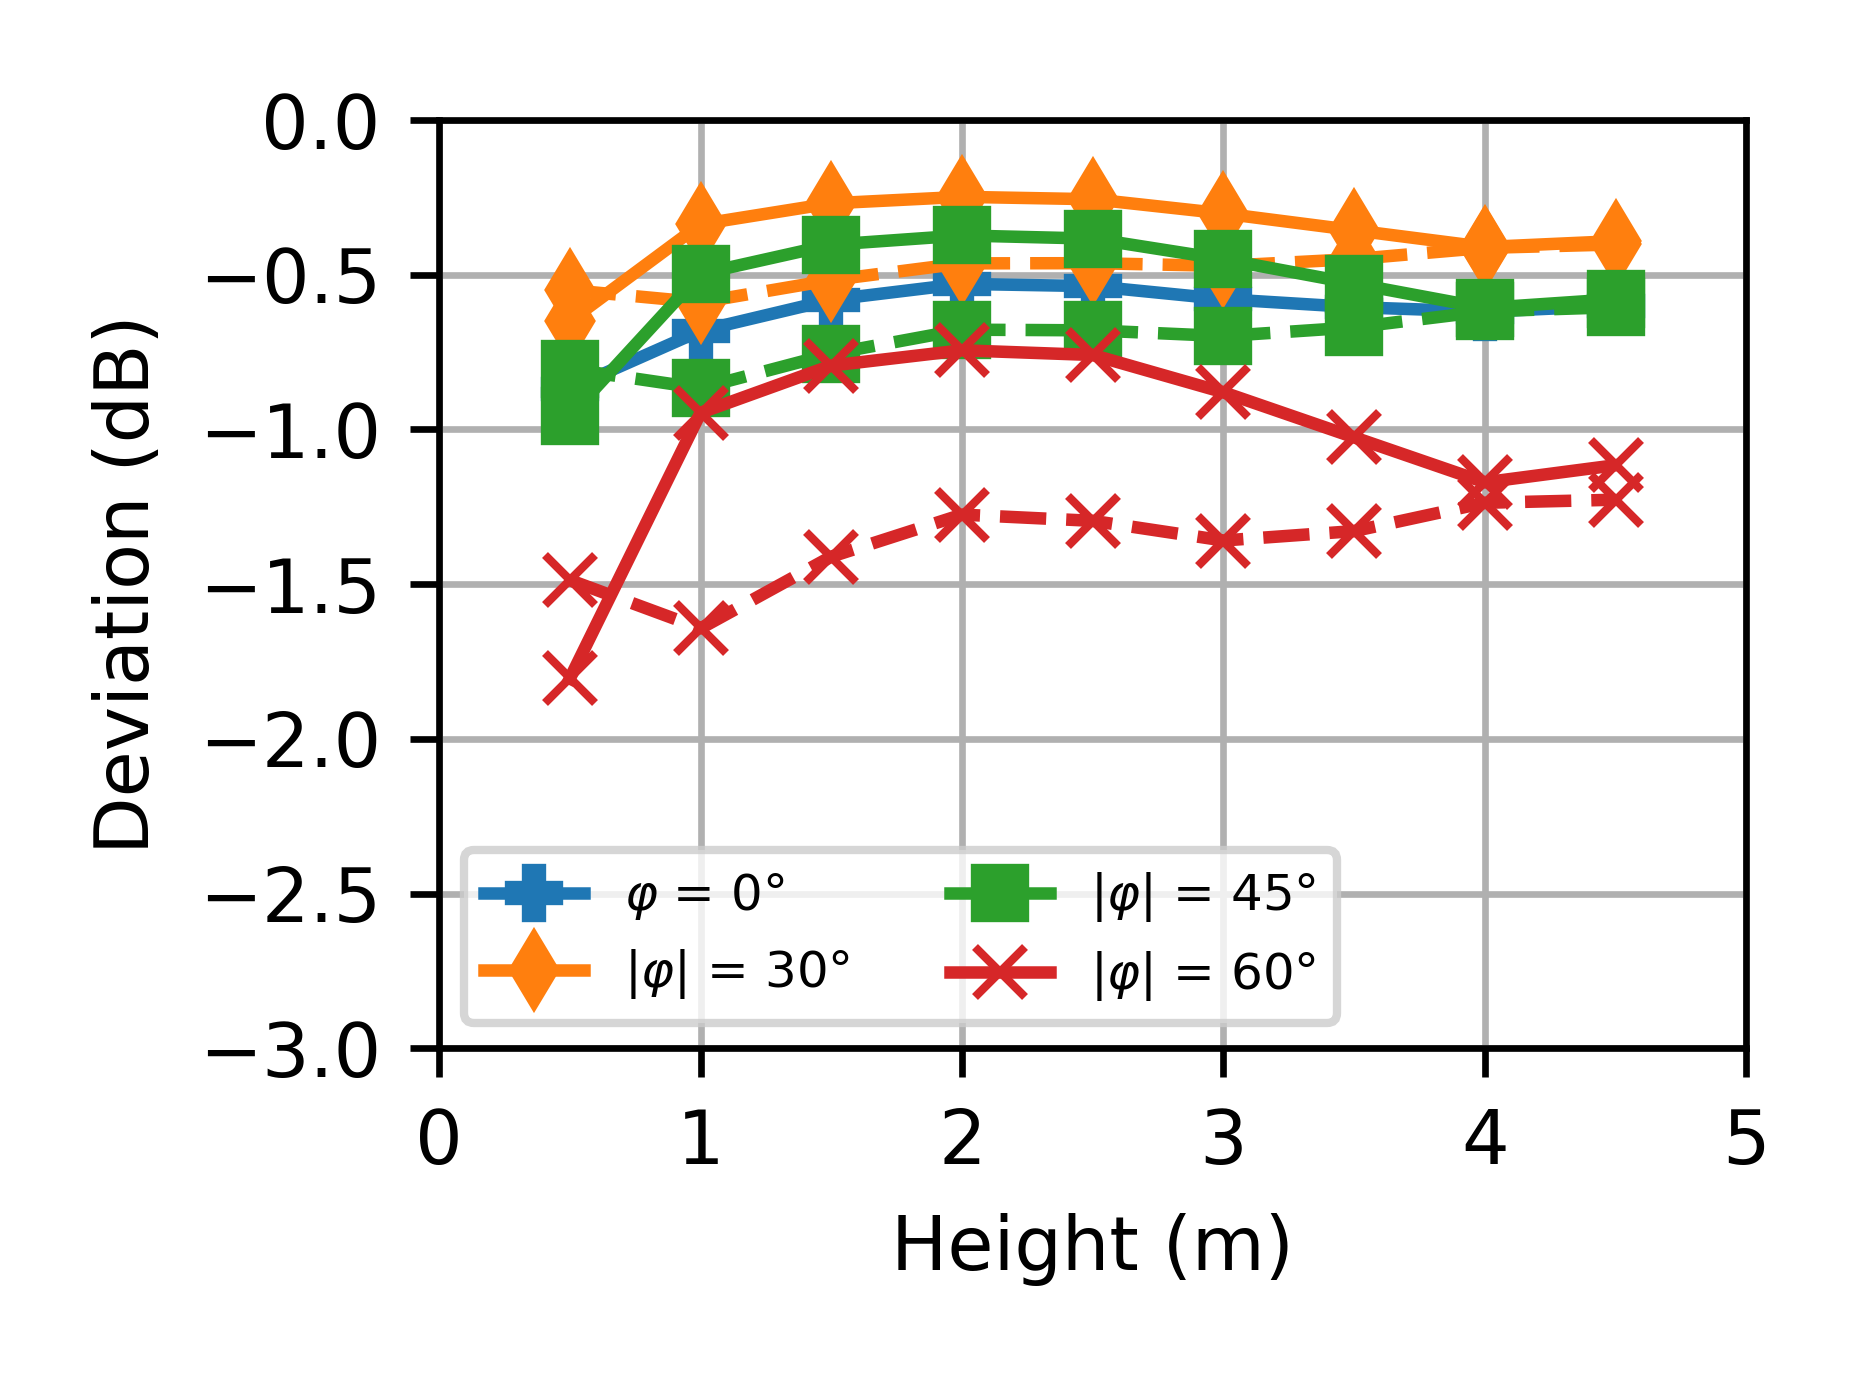 0.0
−0.5
−1.0
−1.5
−2.0
−2.5
−3.0
Deviation (dB)
φ = 0°
|φ| = 30°
|φ| = 45°
|φ| = 60°
0 1 2 3 4 5
Height (m)